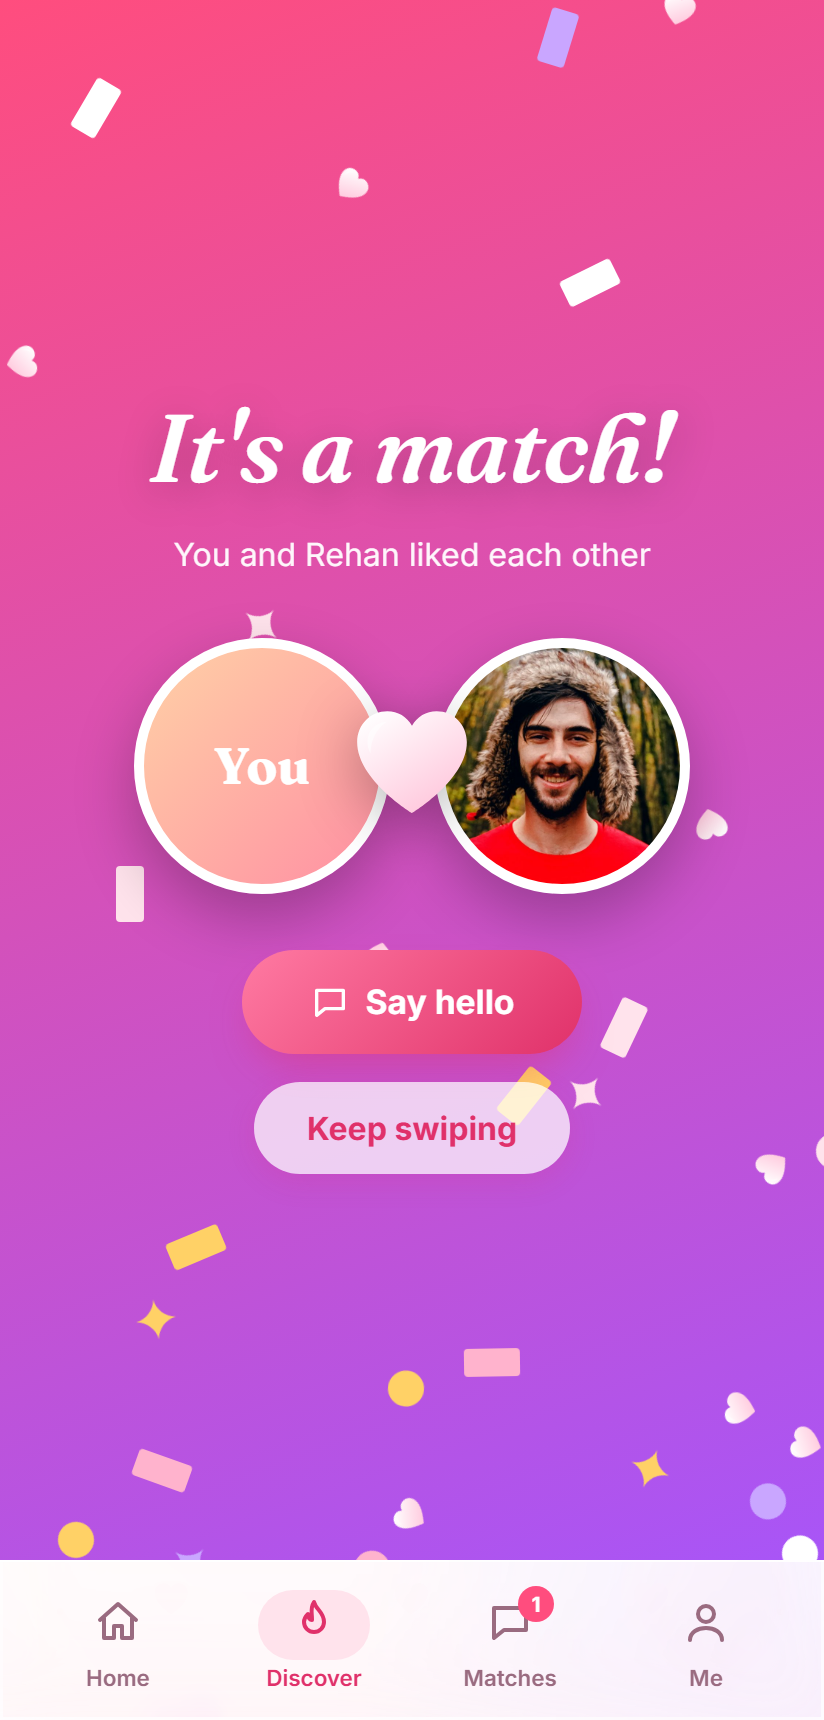 It's a match!
You and Rehan liked each other
You
Say hello
Keep swiping
1
Home
Discover
Matches
Me